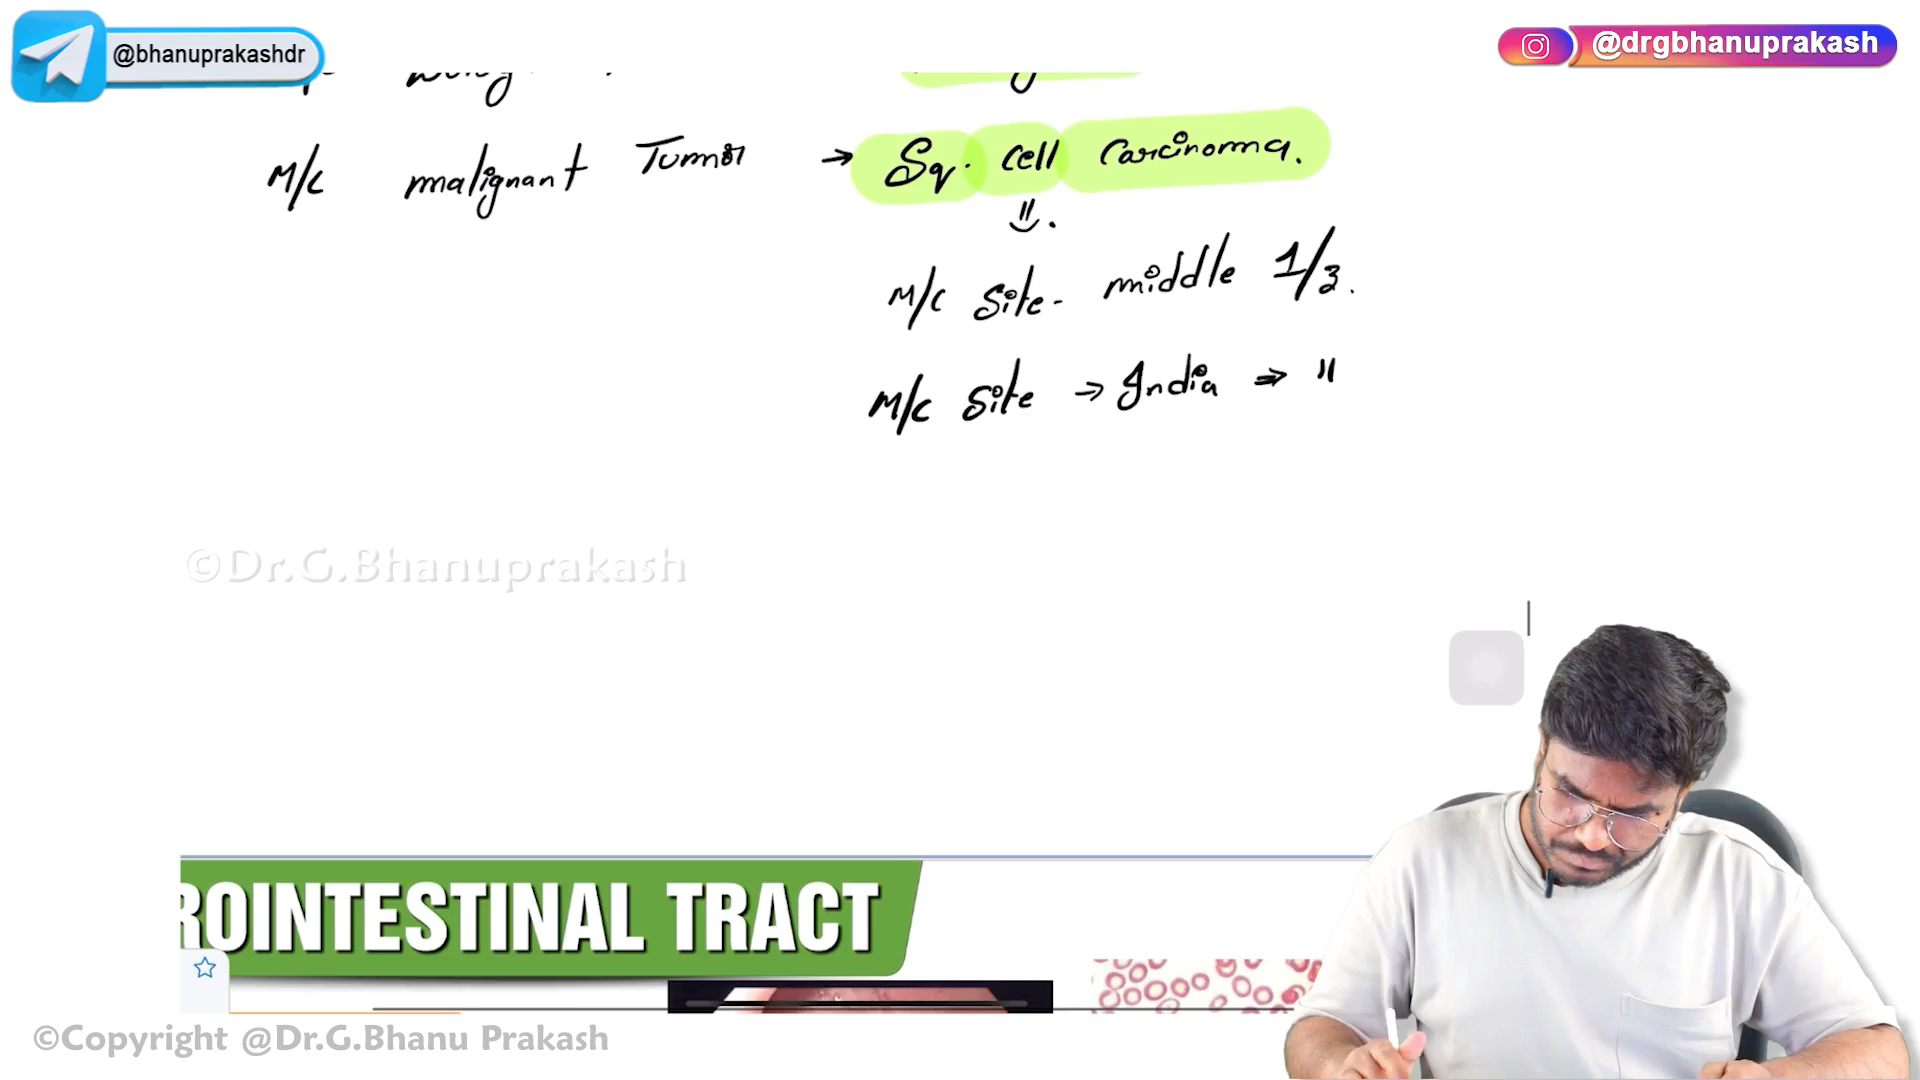 @bhanuprakashdr
@drgbhanuprakash
M/C malignant Tumor → Sq. cell Carcinoma.
M/C Site - middle 1/3.
M/C Site → India ⇒ "
©Dr.G.Bhanuprakash
ROINTESTINAL TRACT
©Copyright @Dr.G.Bhanu Prakash